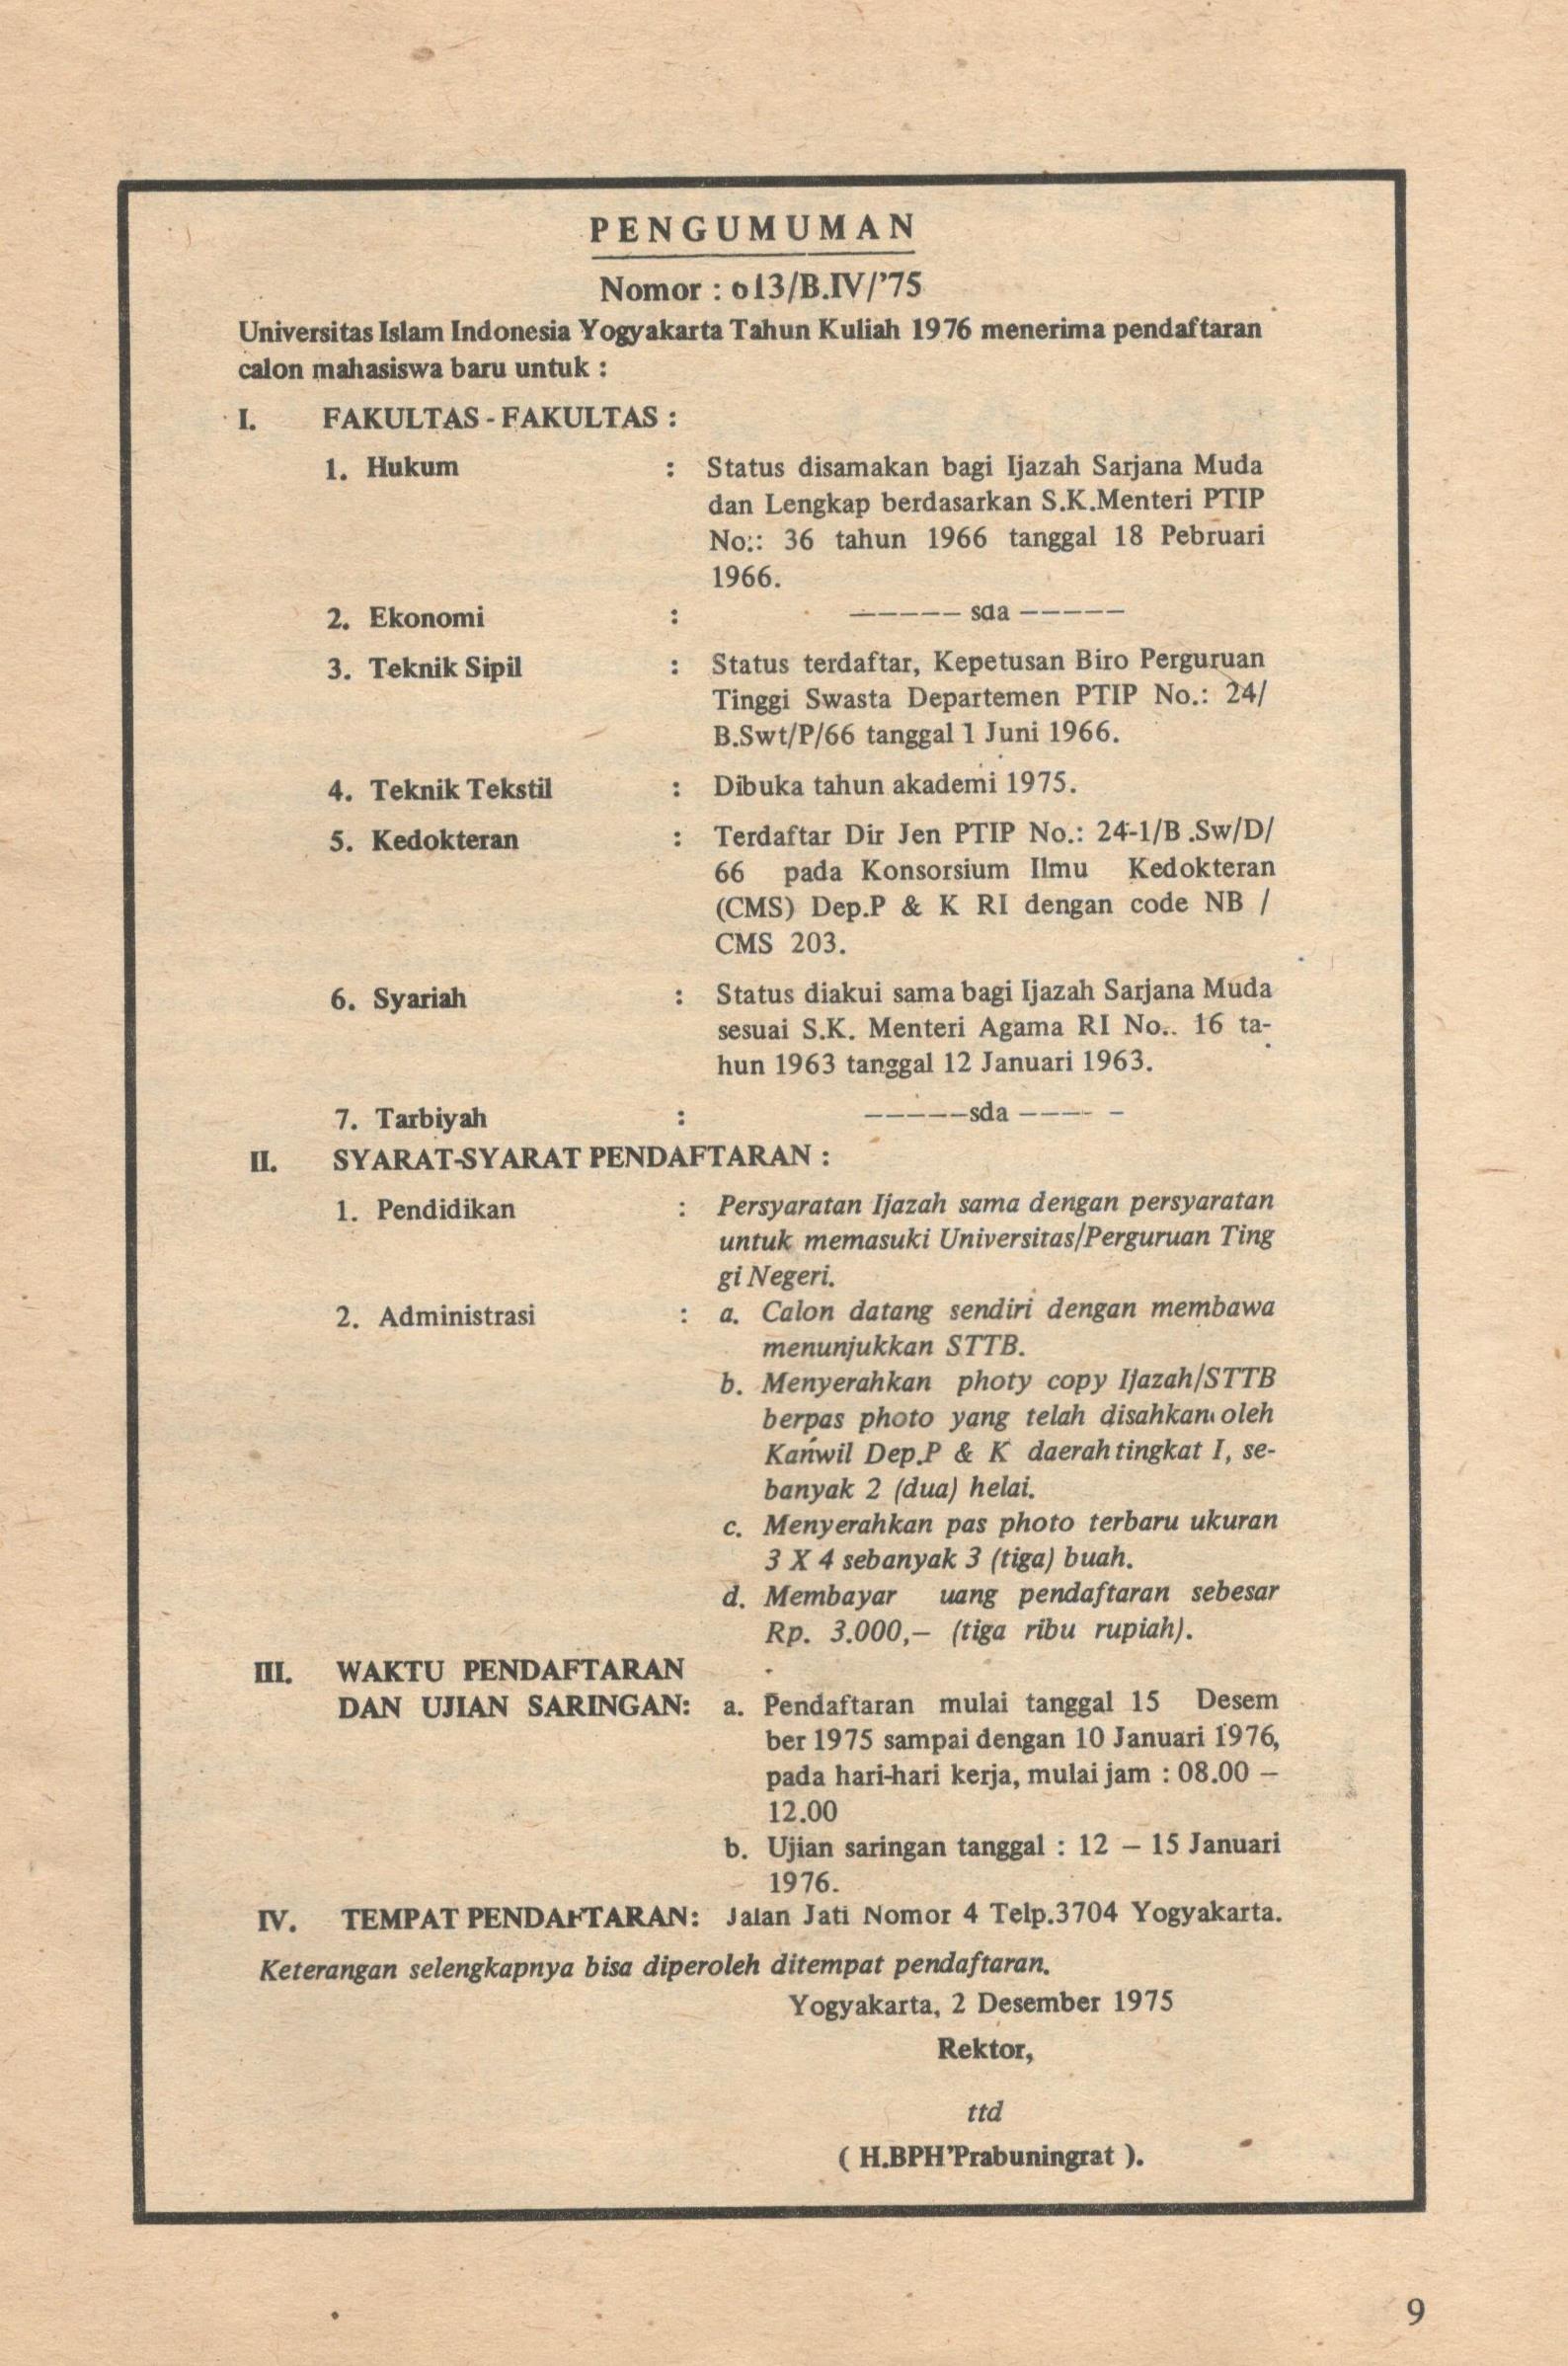 PENGUMUMAN
Nomor : o13/B.IV/'75
Universitas Islam Indonesia Yogyakarta Tahun Kuliah 1976 menerima pendaftaran
calon mahasiswa baru untuk :
I. FAKULTAS - FAKULTAS :
1. Hukum : Status disamakan bagi Ijazah Sarjana Muda
dan Lengkap berdasarkan S.K.Menteri PTIP
No:: 36 tahun 1966 tanggal 18 Pebruari
1966.
2. Ekonomi : ------ sda -----
3. Teknik Sipil : Status terdaftar, Kepetusan Biro Perguruan
Tinggi Swasta Departemen PTIP No.: 24/
B.Swt/P/66 tanggal 1 Juni 1966.
4. Teknik Tekstil : Dibuka tahun akademi 1975.
5. Kedokteran : Terdaftar Dir Jen PTIP No.: 24-1/B .Sw/D/
66 pada Konsorsium Ilmu Kedokteran
(CMS) Dep.P & K RI dengan code NB /
CMS 203.
6. Syariah : Status diakui sama bagi Ijazah Sarjana Muda
sesuai S.K. Menteri Agama RI No.. 16 ta-
hun 1963 tanggal 12 Januari 1963.
7. Tarbiyah : -----sda ---- -
II. SYARAT-SYARAT PENDAFTARAN :
1. Pendidikan : Persyaratan Ijazah sama dengan persyaratan
untuk memasuki Universitas/Perguruan Ting
gi Negeri.
2. Administrasi : a. Calon datang sendiri dengan membawa
menunjukkan STTB.
b. Menyerahkan photy copy Ijazah/STTB
berpas photo yang telah disahkan oleh
Kanwil Dep.P & K daerah tingkat I, se-
banyak 2 (dua) helai.
c. Menyerahkan pas photo terbaru ukuran
3 X 4 sebanyak 3 (tiga) buah.
d. Membayar uang pendaftaran sebesar
Rp. 3.000,– (tiga ribu rupiah).
III. WAKTU PENDAFTARAN
DAN UJIAN SARINGAN: a. Pendaftaran mulai tanggal 15 Desem
ber 1975 sampai dengan 10 Januari 1976,
pada hari-hari kerja, mulai jam : 08.00 –
12.00
b. Ujian saringan tanggal : 12 – 15 Januari
1976.
IV. TEMPAT PENDAFTARAN: Jalan Jati Nomor 4 Telp.3704 Yogyakarta.
Keterangan selengkapnya bisa diperoleh ditempat pendaftaran.
Yogyakarta, 2 Desember 1975
Rektor,
ttd
( H.BPH'Prabuningrat ).
9